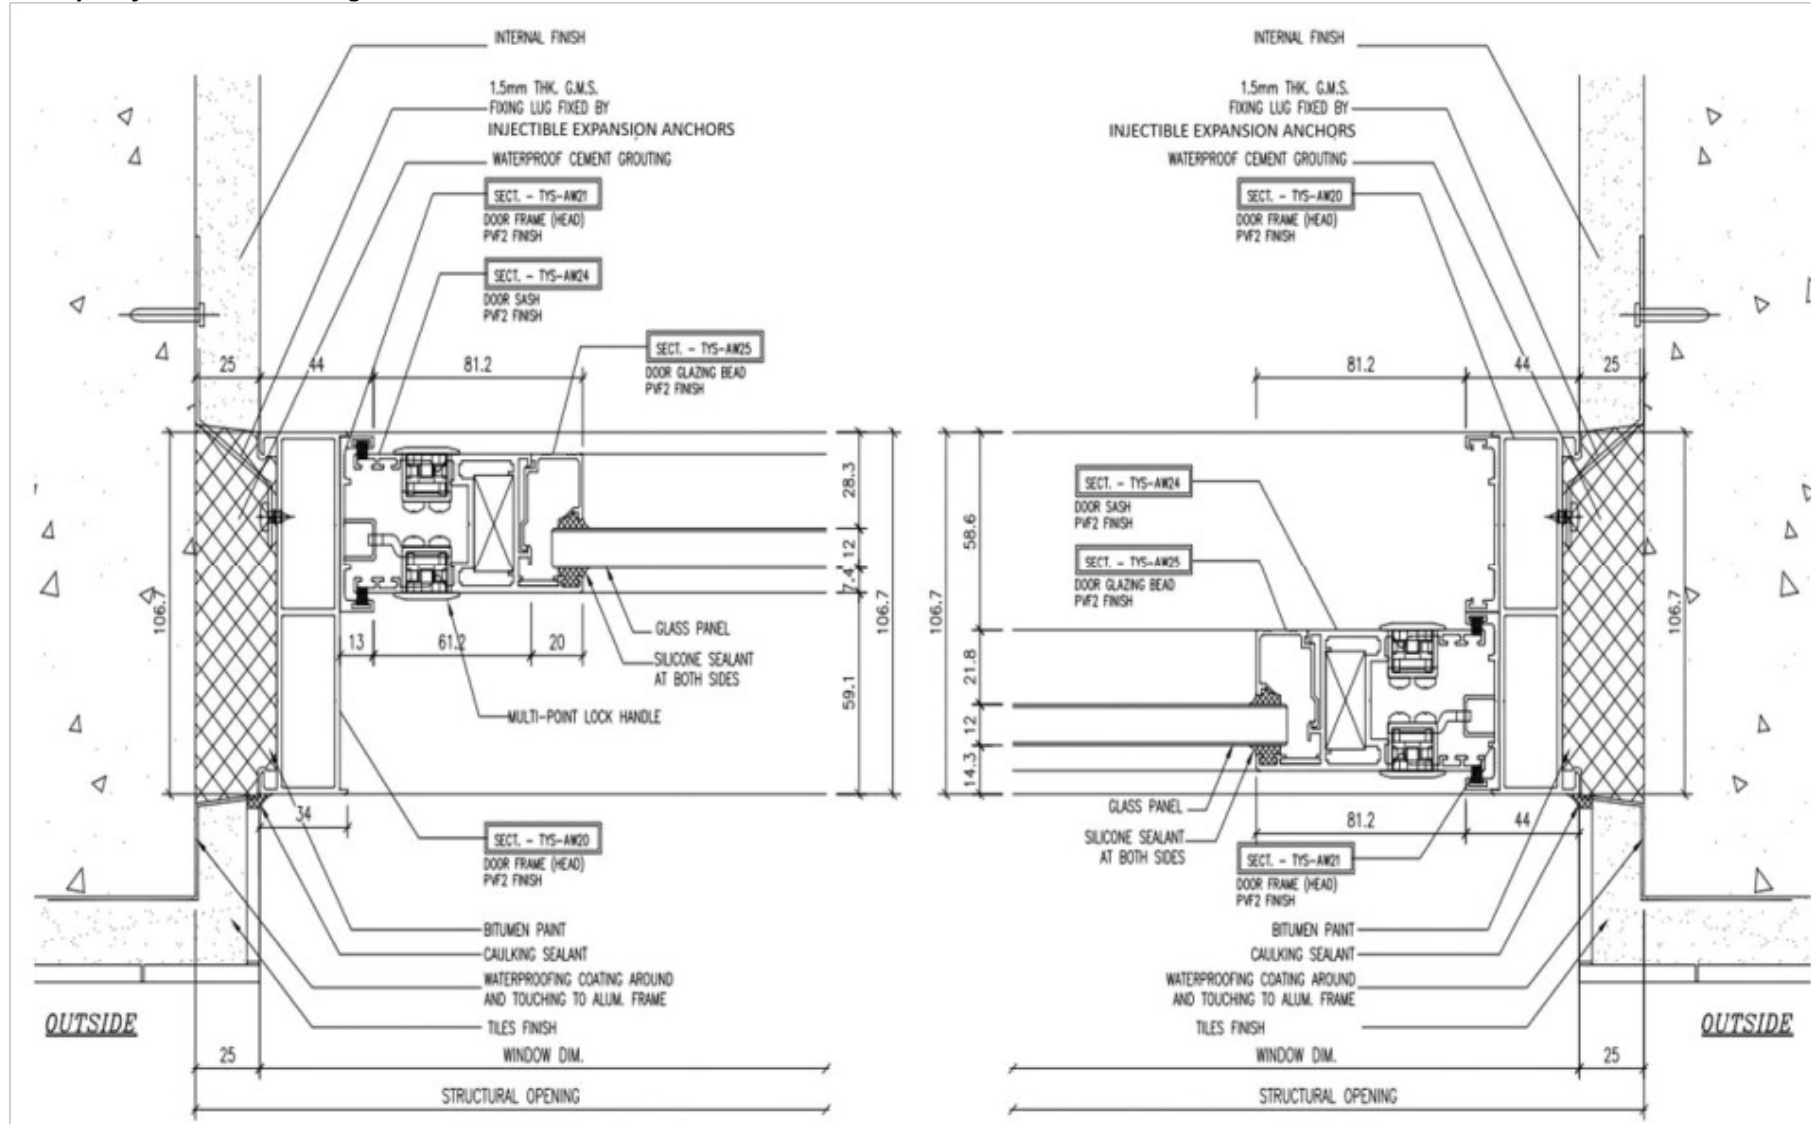 INTERNAL FINISH
1.5mm THK. G.M.S.
FIXING LUG FIXED BY
INJECTIBLE EXPANSION ANCHORS
WATERPROOF CEMENT GROUTING
SECT. - TYS-AW21
DOOR FRAME (HEAD)
PVF2 FINISH
SECT. - TYS-AW24
DOOR SASH
PVF2 FINISH
SECT. - TYS-AW25
DOOR GLAZING BEAD
PVF2 FINISH
25
44
81.2
106.7
28.3
12
7.4
59.1
106.7
13
61.2
20
GLASS PANEL
SILICONE SEALANT
AT BOTH SIDES
MULTI-POINT LOCK HANDLE
34
SECT. - TYS-AW20
DOOR FRAME (HEAD)
PVF2 FINISH
BITUMEN PAINT
CAULKING SEALANT
WATERPROOFING COATING AROUND
AND TOUCHING TO ALUM. FRAME
TILES FINISH
OUTSIDE
25
WINDOW DIM.
STRUCTURAL OPENING
INTERNAL FINISH
1.5mm THK. G.M.S.
FIXING LUG FIXED BY
INJECTIBLE EXPANSION ANCHORS
WATERPROOF CEMENT GROUTING
SECT. - TYS-AW20
DOOR FRAME (HEAD)
PVF2 FINISH
81.2
44
25
SECT. - TYS-AW24
DOOR SASH
PVF2 FINISH
SECT. - TYS-AW25
DOOR GLAZING BEAD
PVF2 FINISH
106.7
58.6
21.8
12
14.3
106.7
GLASS PANEL
SILICONE SEALANT
AT BOTH SIDES
81.2
44
SECT. - TYS-AW21
DOOR FRAME (HEAD)
PVF2 FINISH
BITUMEN PAINT
CAULKING SEALANT
WATERPROOFING COATING AROUND
AND TOUCHING TO ALUM. FRAME
TILES FINISH
OUTSIDE
WINDOW DIM.
25
STRUCTURAL OPENING